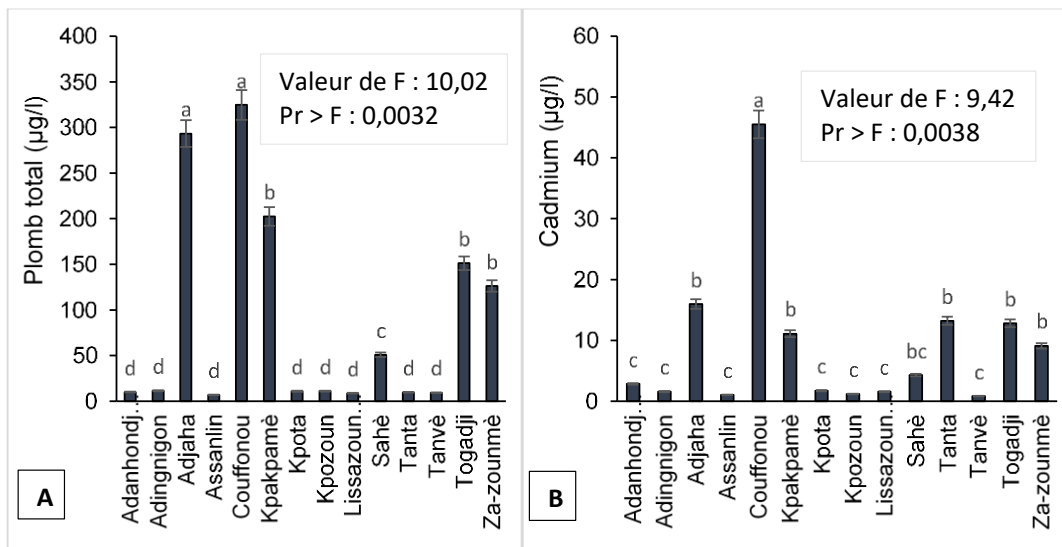 400
350
300
250
200
150
100
50
0
Plomb total (µg/l)
Valeur de F : 10,02
Pr > F : 0,0032
d d a d a b d d d c d d b b
Adanhondj…
Adingnigon
Adjaha
Assanlin
Couffonou
Kpakpamè
Kpota
Kpozoun
Lissazoun…
Sahè
Tanta
Tanvè
Togadji
Za-zounmè
A
60
50
40
30
20
10
0
Cadmium (µg/l)
Valeur de F : 9,42
Pr > F : 0,0038
c c b c a b c c c bc b c b b
Adanhondj…
Adingnigon
Adjaha
Assanlin
Couffonou
Kpakpamè
Kpota
Kpozoun
Lissazoun…
Sahè
Tanta
Tanvè
Togadji
Za-zounmè
B